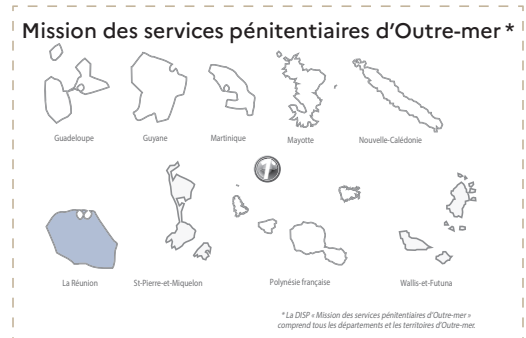 Mission des services pénitentiaires d'Outre-mer *
Guadeloupe
Guyane
Martinique
Mayotte
Nouvelle-Calédonie
1
La Réunion
St-Pierre-et-Miquelon
Polynésie française
Wallis-et-Futuna
* La DISP « Mission des services pénitentiaires d'Outre-mer »
comprend tous les départements et les territoires d'Outre-mer.